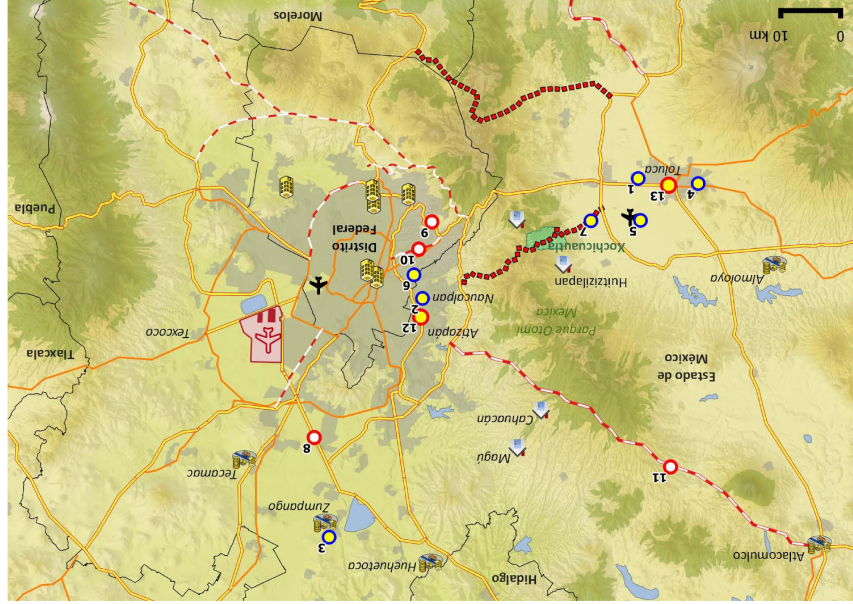 Hidalgo
Huehuetoca
Atlacomulco
3
Zumpango
11
Tecamac
Magú
8
Cahuacán
Estado de
México
Tlaxcala
Texcoco
Atizapán
Parque Otomi
Mexica
12
2
Naucalpan
Huitzizilapan
Almoloya
6
10
Xochicuautla
Distrito
Federal
5
7
9
Puebla
4
13
1
Toluca
0 10 km
Morelos